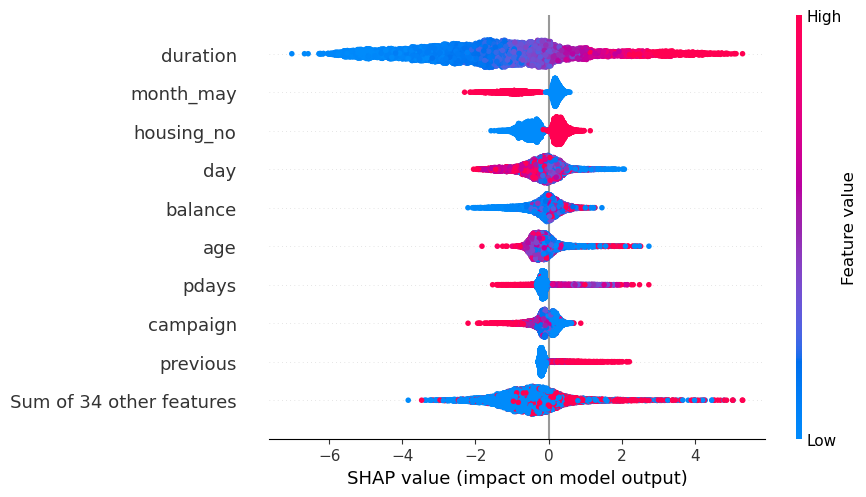 High
duration
month_may
housing_no
day
balance
age
pdays
campaign
previous
Sum of 34 other features
Feature value
Low
−6 −4 −2 0 2 4
SHAP value (impact on model output)